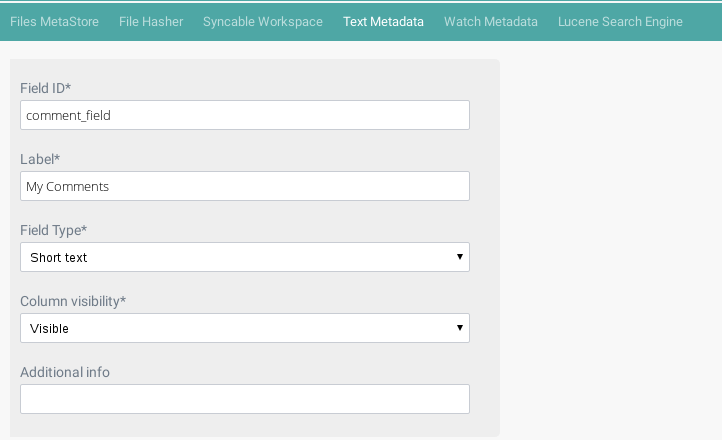 Files MetaStore File Hasher Syncable Workspace Text Metadata Watch Metadata Lucene Search Engine
Field ID*
comment_field
Label*
My Comments
Field Type*
Short text
Column visibility*
Visible
Additional info